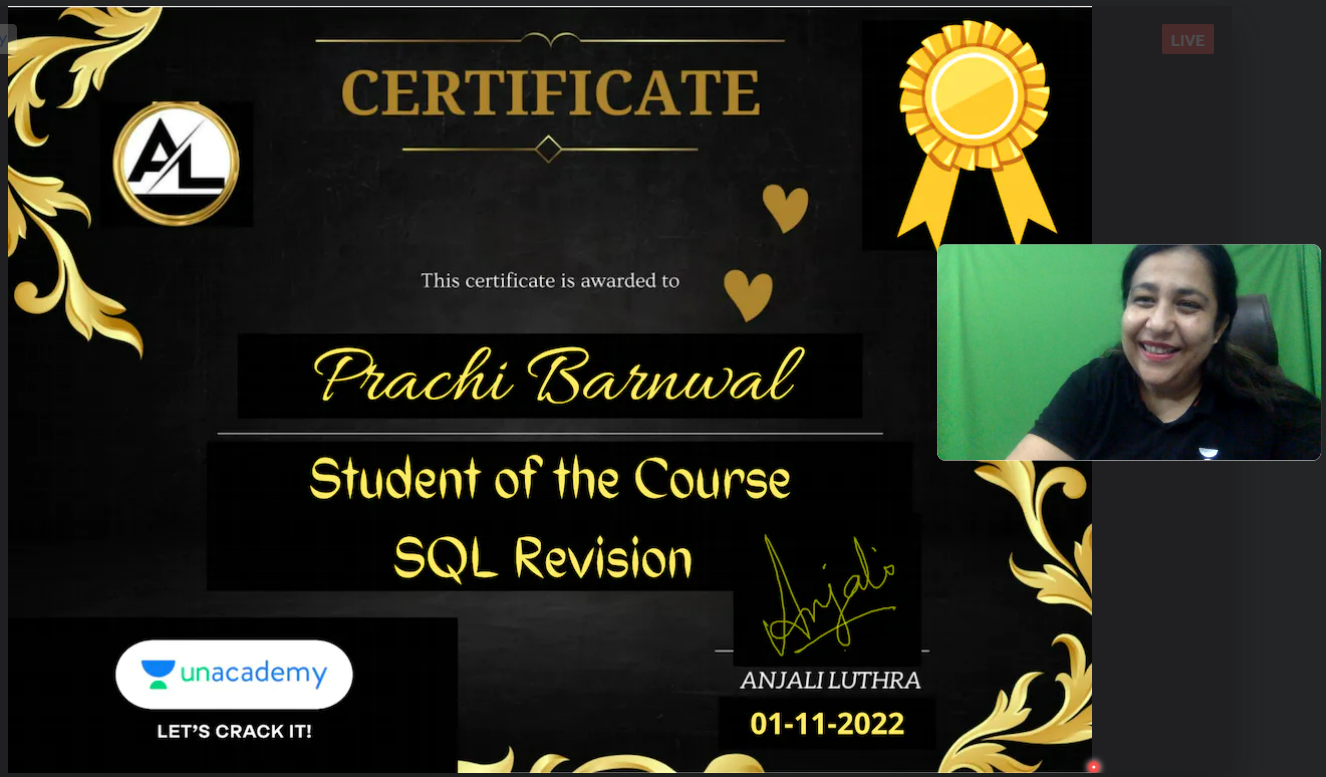 LIVE
CERTIFICATE
AL
This certificate is awarded to
Prachi Barnwal
Student of the Course
SQL Revision
Anjali
ANJALI LUTHRA
01-11-2022
unacademy
LET'S CRACK IT!